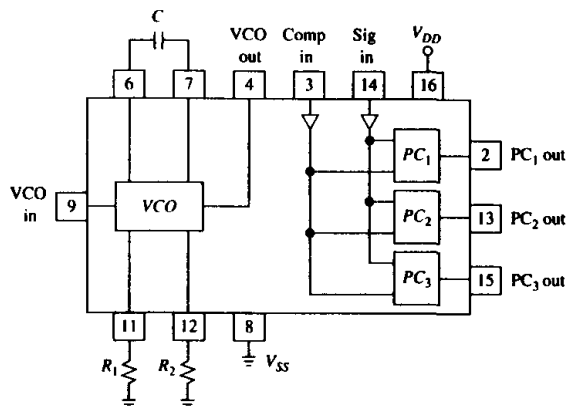 C
VCO out
Comp in
Sig in
V_DD
6
7
4
3
14
16
PC_1
2
PC_1 out
VCO in
9
VCO
PC_2
13
PC_2 out
PC_3
15
PC_3 out
11
12
8
R_1
R_2
V_SS